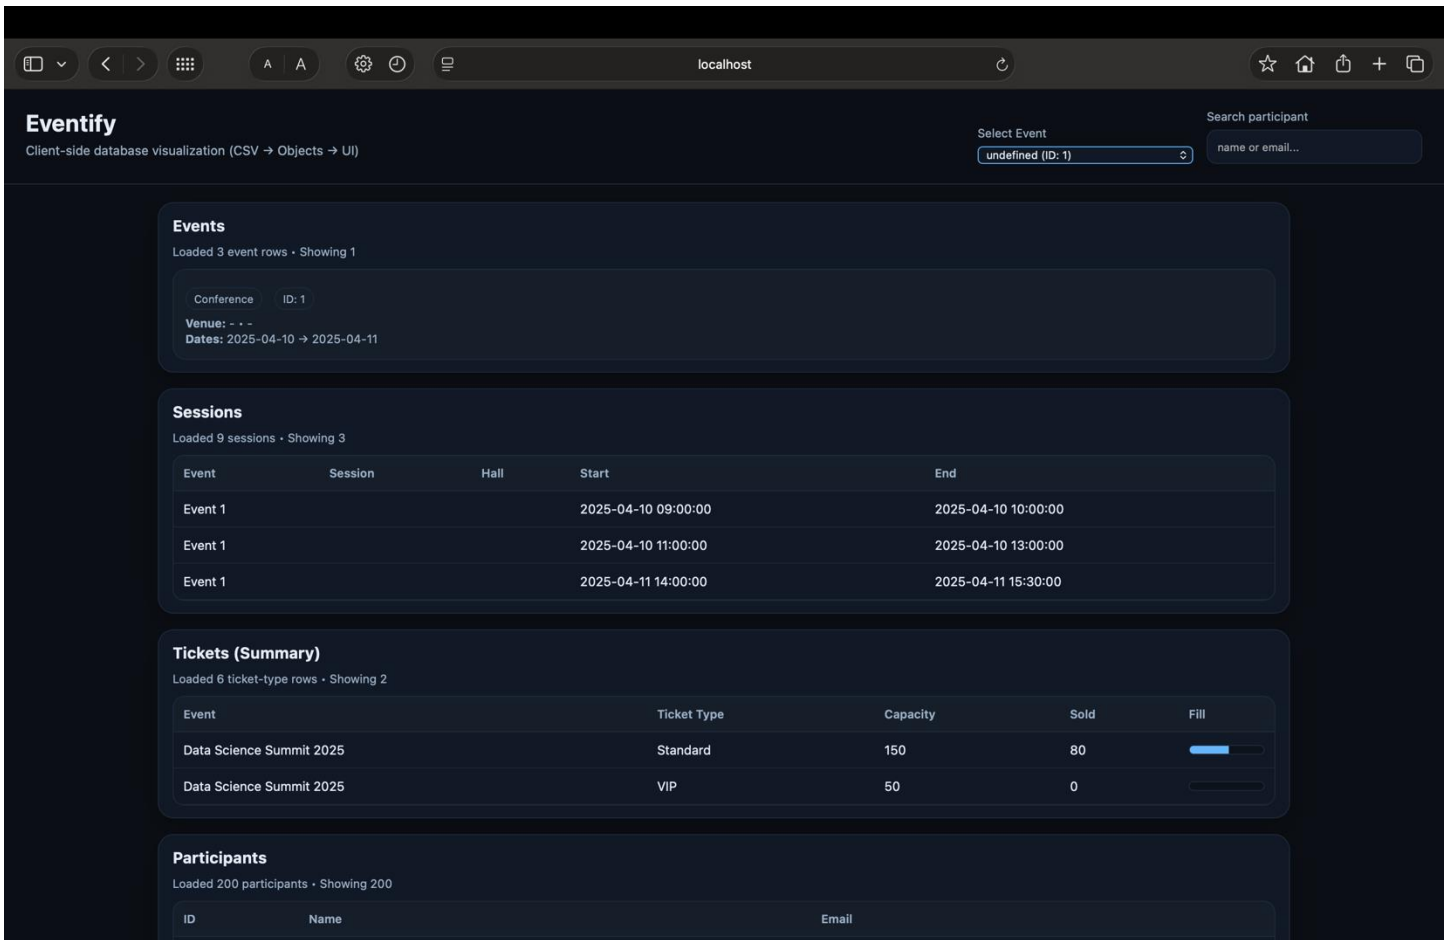 A A
localhost
Eventify
Client-side database visualization (CSV → Objects → UI)
Select Event
undefined (ID: 1)
Search participant
name or email...
Events
Loaded 3 event rows • Showing 1
Conference ID: 1
Venue: - • -
Dates: 2025-04-10 → 2025-04-11
Sessions
Loaded 9 sessions • Showing 3
Event Session Hall Start End
Event 1 2025-04-10 09:00:00 2025-04-10 10:00:00
Event 1 2025-04-10 11:00:00 2025-04-10 13:00:00
Event 1 2025-04-11 14:00:00 2025-04-11 15:30:00
Tickets (Summary)
Loaded 6 ticket-type rows • Showing 2
Event Ticket Type Capacity Sold Fill
Data Science Summit 2025 Standard 150 80
Data Science Summit 2025 VIP 50 0
Participants
Loaded 200 participants • Showing 200
ID Name Email